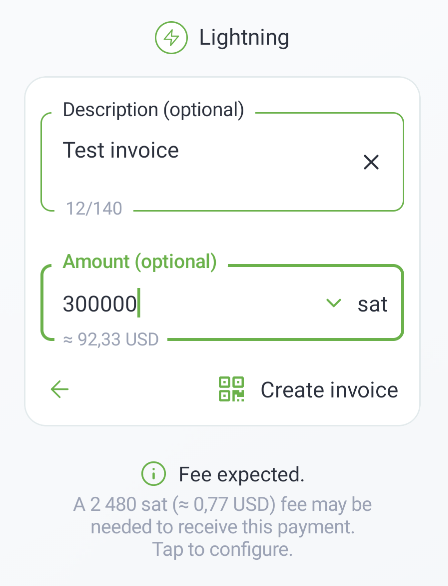 Lightning
Description (optional)
Test invoice
12/140
Amount (optional)
300000 sat
≈ 92,33 USD
Create invoice
Fee expected.
A 2 480 sat (≈ 0,77 USD) fee may be
needed to receive this payment.
Tap to configure.